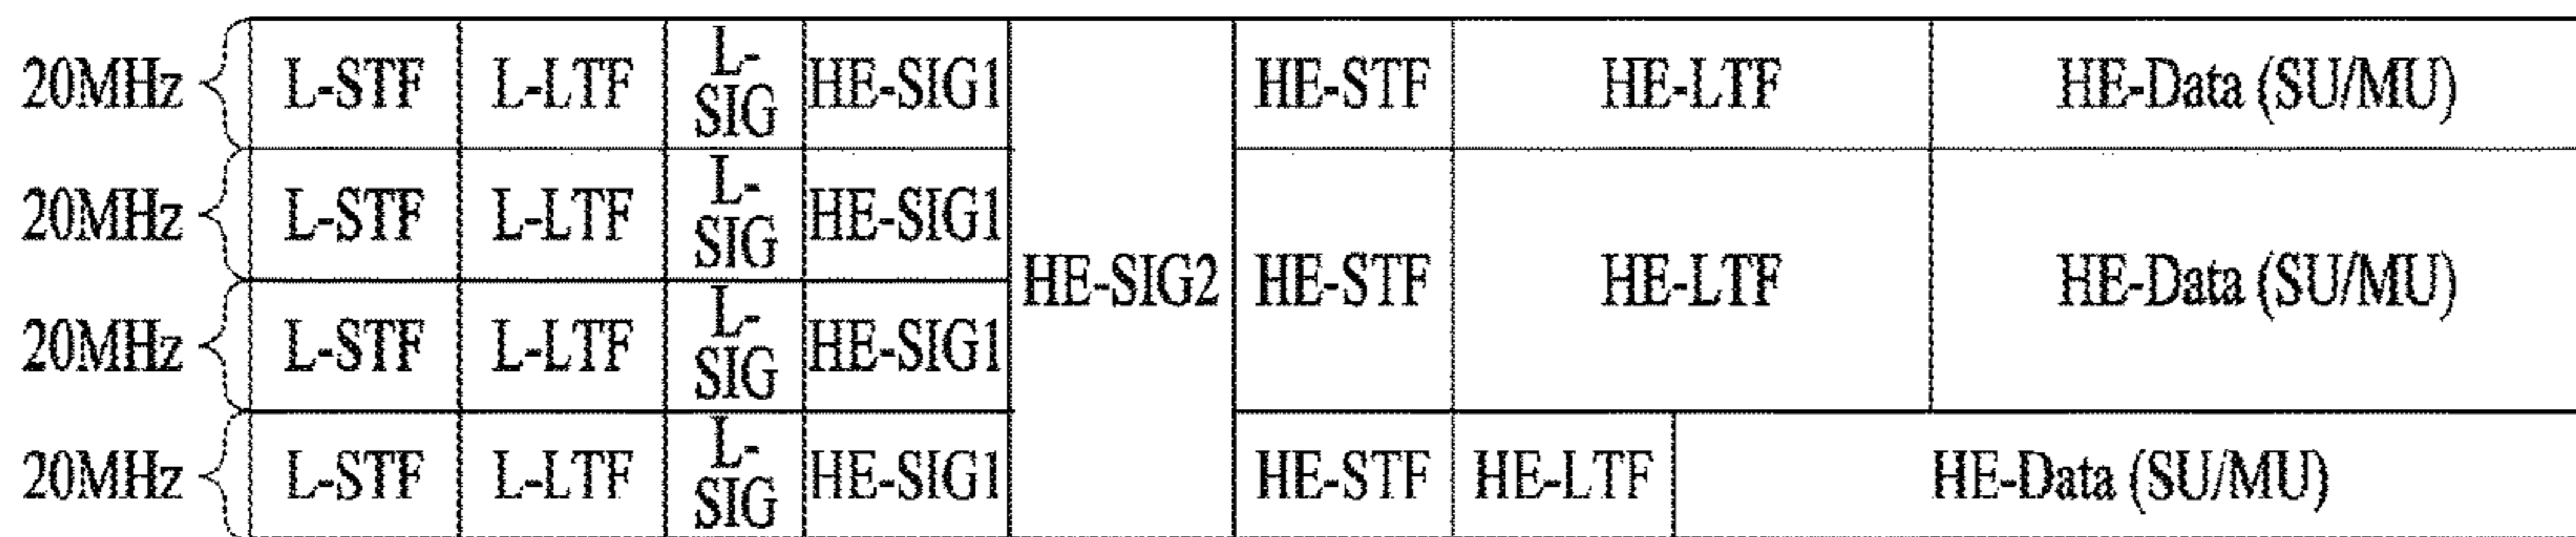 20MHz L-STF L-LTF L-SIG HE-SIG1 HE-STF HE-LTF HE-Data (SU/MU)
20MHz L-STF L-LTF L-SIG HE-SIG1
HE-SIG2 HE-STF HE-LTF HE-Data (SU/MU)
20MHz L-STF L-LTF L-SIG HE-SIG1
20MHz L-STF L-LTF L-SIG HE-SIG1 HE-STF HE-LTF HE-Data (SU/MU)